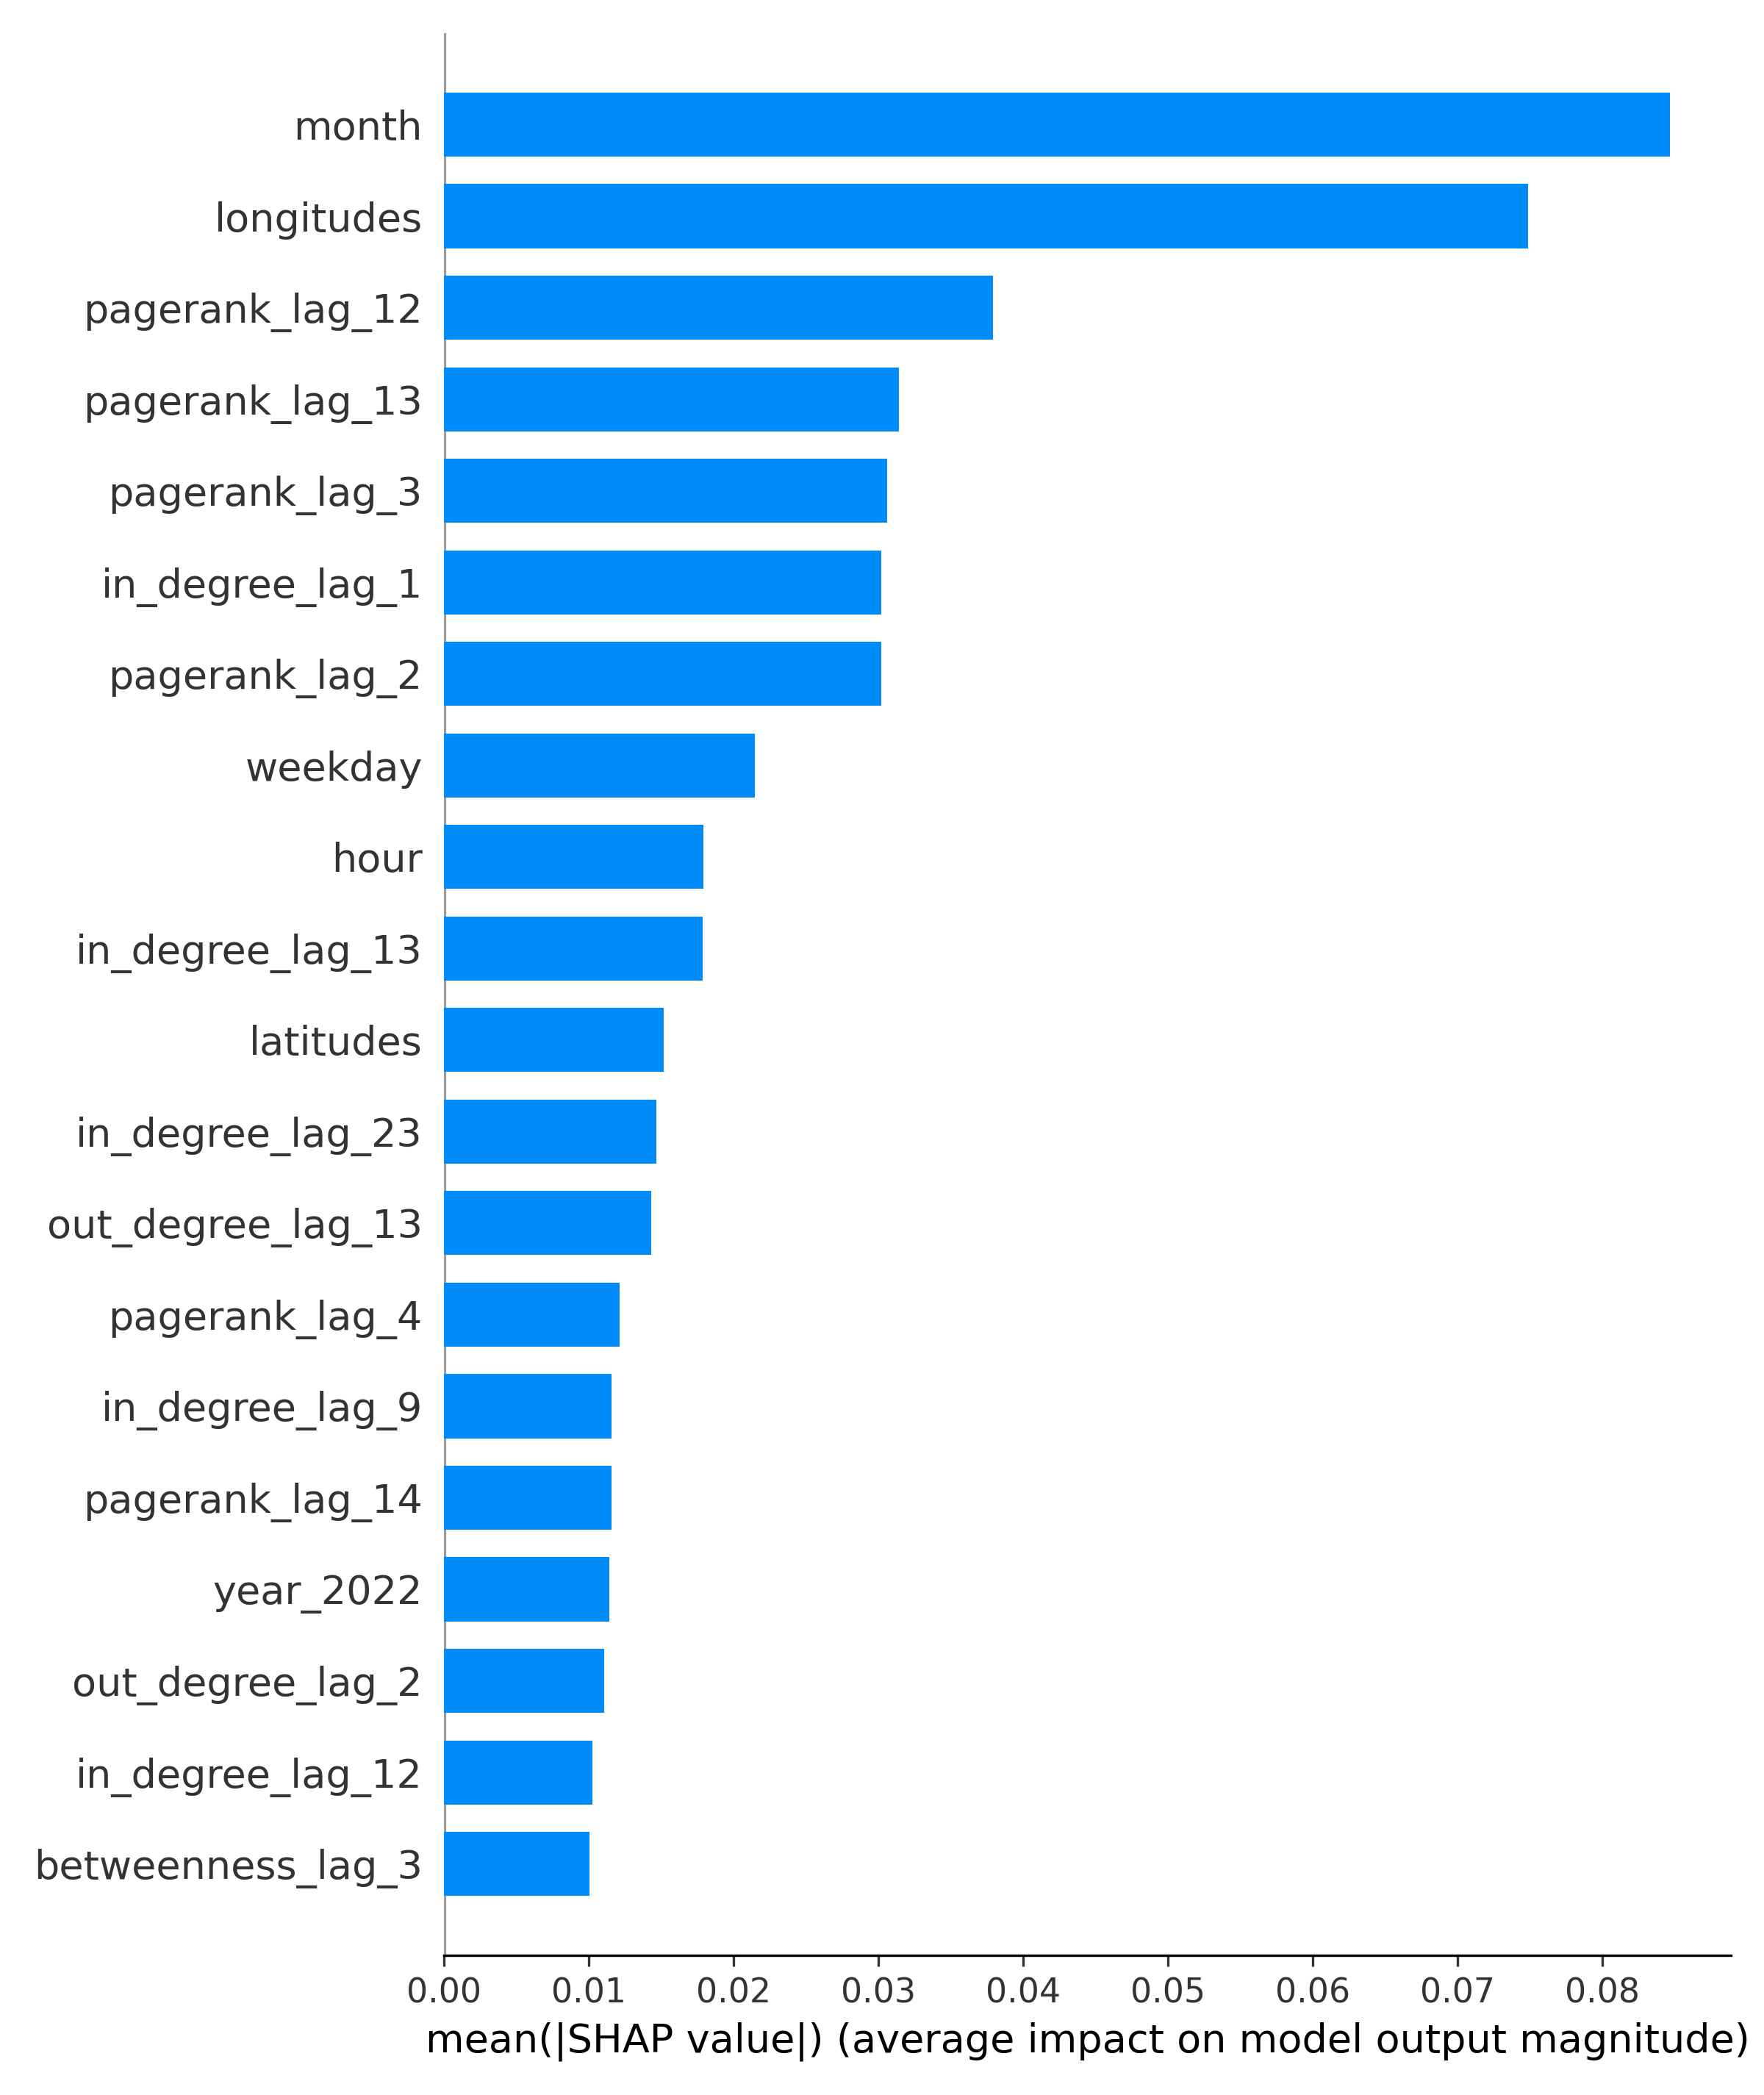 month
longitudes
pagerank_lag_12
pagerank_lag_13
pagerank_lag_3
in_degree_lag_1
pagerank_lag_2
weekday
hour
in_degree_lag_13
latitudes
in_degree_lag_23
out_degree_lag_13
pagerank_lag_4
in_degree_lag_9
pagerank_lag_14
year_2022
out_degree_lag_2
in_degree_lag_12
betweenness_lag_3
0.00 0.01 0.02 0.03 0.04 0.05 0.06 0.07 0.08
mean(|SHAP value|) (average impact on model output magnitude)